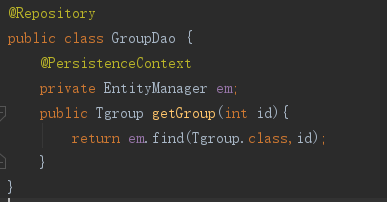 @Repository
public class GroupDao {
@PersistenceContext
private EntityManager em;
public Tgroup getGroup(int id){
return em.find(Tgroup.class,id);
}
}